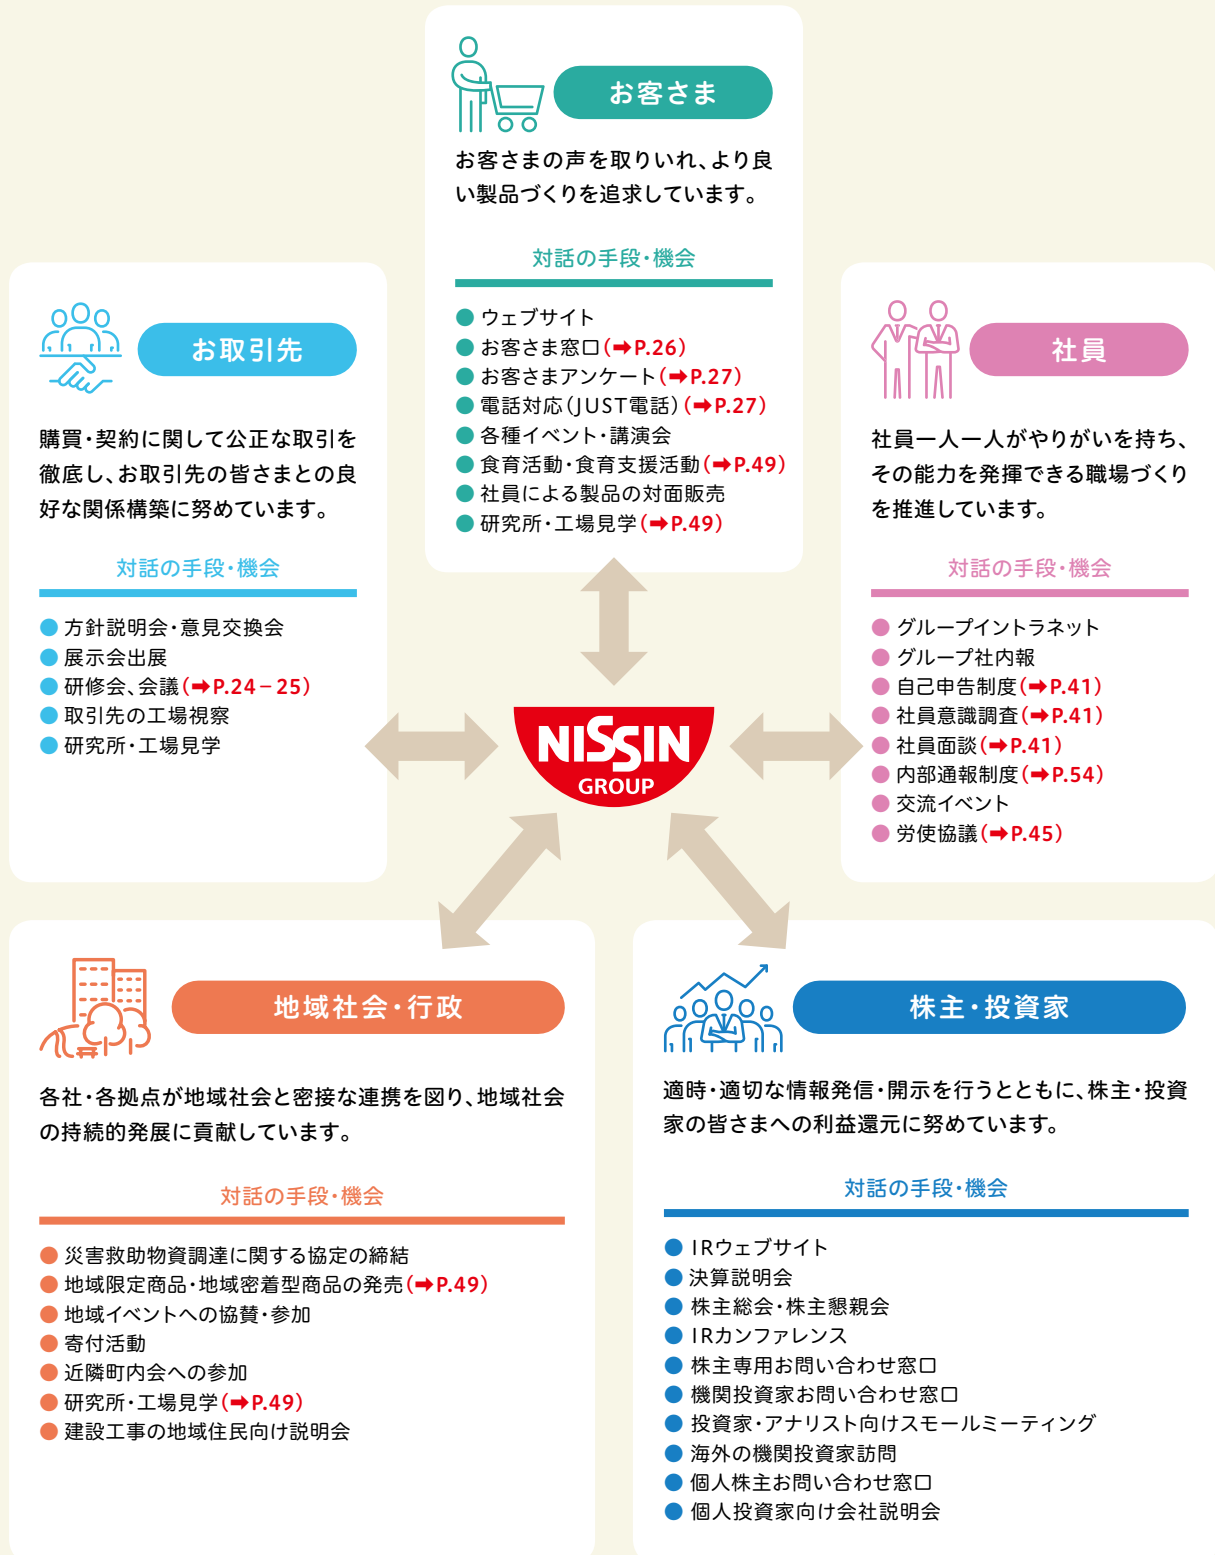 お客さま
お客さまの声を取りいれ、より良
い製品づくりを追求しています。
対話の手段・機会
● ウェブサイト
● お客さま窓口(➡P.26)
● お客さまアンケート(➡P.27)
● 電話対応(JUST電話)(➡P.27)
● 各種イベント・講演会
● 食育活動・食育支援活動(➡P.49)
● 社員による製品の対面販売
● 研究所・工場見学(➡P.49)
お取引先
購買・契約に関して公正な取引を
徹底し、お取引先の皆さまとの良
好な関係構築に努めています。
対話の手段・機会
● 方針説明会・意見交換会
● 展示会出展
● 研修会、会議(➡P.24−25)
● 取引先の工場視察
● 研究所・工場見学
社員
社員一人一人がやりがいを持ち、
その能力を発揮できる職場づくり
を推進しています。
対話の手段・機会
● グループイントラネット
● グループ社内報
● 自己申告制度(➡P.41)
● 社員意識調査(➡P.41)
● 社員面談(➡P.41)
● 内部通報制度(➡P.54)
● 交流イベント
● 労使協議(➡P.45)
NISSIN
GROUP
地域社会・行政
各社・各拠点が地域社会と密接な連携を図り、地域社会
の持続的発展に貢献しています。
対話の手段・機会
● 災害救助物資調達に関する協定の締結
● 地域限定商品・地域密着型商品の発売(➡P.49)
● 地域イベントへの協賛・参加
● 寄付活動
● 近隣町内会への参加
● 研究所・工場見学(➡P.49)
● 建設工事の地域住民向け説明会
株主・投資家
適時・適切な情報発信・開示を行うとともに、株主・投資
家の皆さまへの利益還元に努めています。
対話の手段・機会
● IRウェブサイト
● 決算説明会
● 株主総会・株主懇親会
● IRカンファレンス
● 株主専用お問い合わせ窓口
● 機関投資家お問い合わせ窓口
● 投資家・アナリスト向けスモールミーティング
● 海外の機関投資家訪問
● 個人株主お問い合わせ窓口
● 個人投資家向け会社説明会